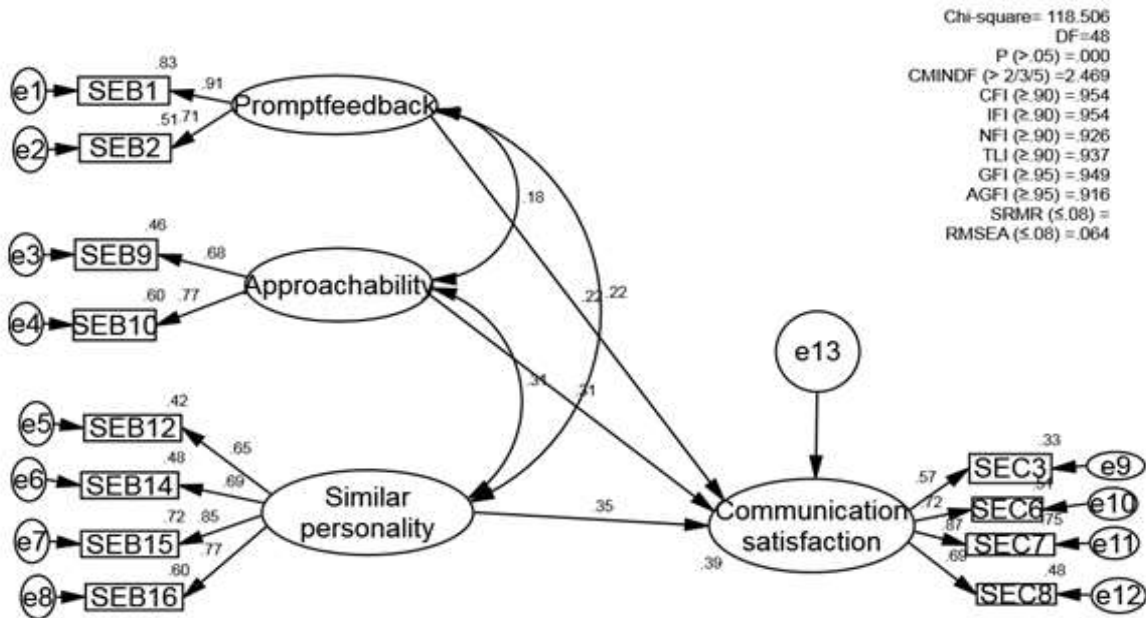 Chi-square= 118.506
DF=48
P (>.05) =.000
CMINDF (> 2/3/5) =2.469
CFI (≥.90) =.954
IFI (≥.90) =.954
NFI (≥.90) =.926
TLI (≥.90) =.937
GFI (≥.95) =.949
AGFI (≥.95) =.916
SRMR (≤.08) =
RMSEA (≤.08) =.064
.83
e1 SEB1 .91 Promptfeedback
.51 .71
e2 SEB2
.18
.46
e3 SEB9 .68
Approachability
.60 .77
e4 SEB10
.22 .22
e13
.31 .31
.42
e5 SEB12
.65
.48
e6 SEB14 .69
Similar
personality
.72 .85
e7 SEB15
.77
.60
e8 SEB16
.35
Communication
satisfaction
.39
.33
.57 SEC3 e9
.72 SEC6 e10
.87 .75
SEC7 e11
.69
.48
SEC8 e12